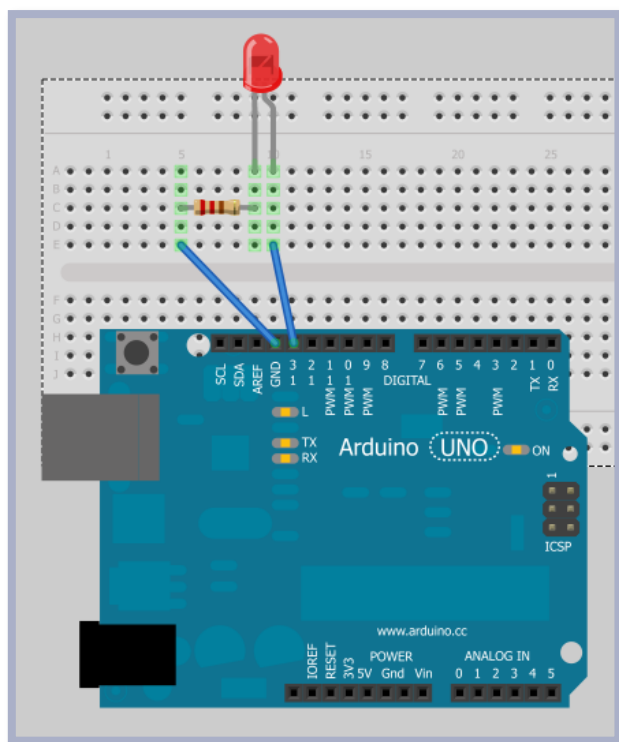 1 5 10 15 20 25
A
B
C
D
E
F
G
H
I
J
SCL
SDA
AREF
GND
13
12
PWM 11
PWM 10
PWM 9
8
DIGITAL
7
PWM 6
PWM 5
4
PWM 3
2
TX 1
RX 0
L
TX
RX
Arduino UNO
ON
1
ICSP
www.arduino.cc
POWER
ANALOG IN
IOREF
RESET
3V3
5V Gnd Vin
0 1 2 3 4 5